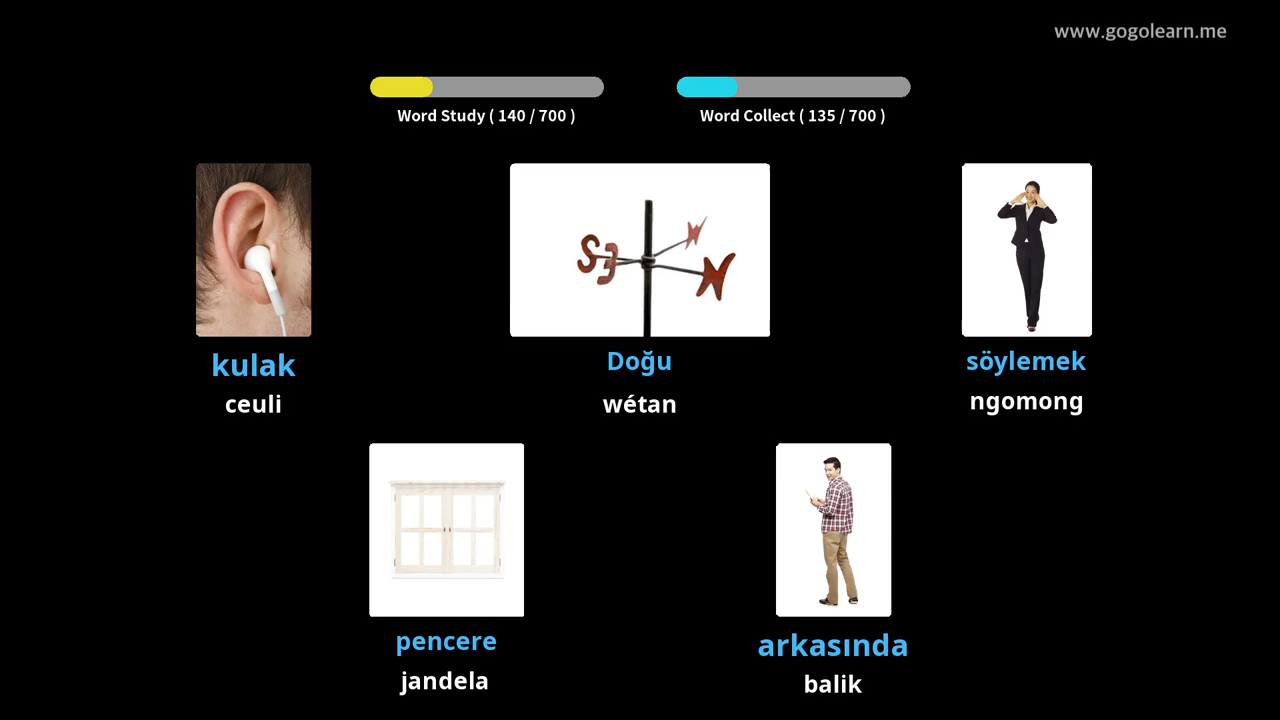 www.gogolearn.me
Word Study ( 140 / 700 )
Word Collect ( 135 / 700 )
S E N W
kulak
Doğu
söylemek
ceuli
wétan
ngomong
pencere
arkasında
jandela
balik